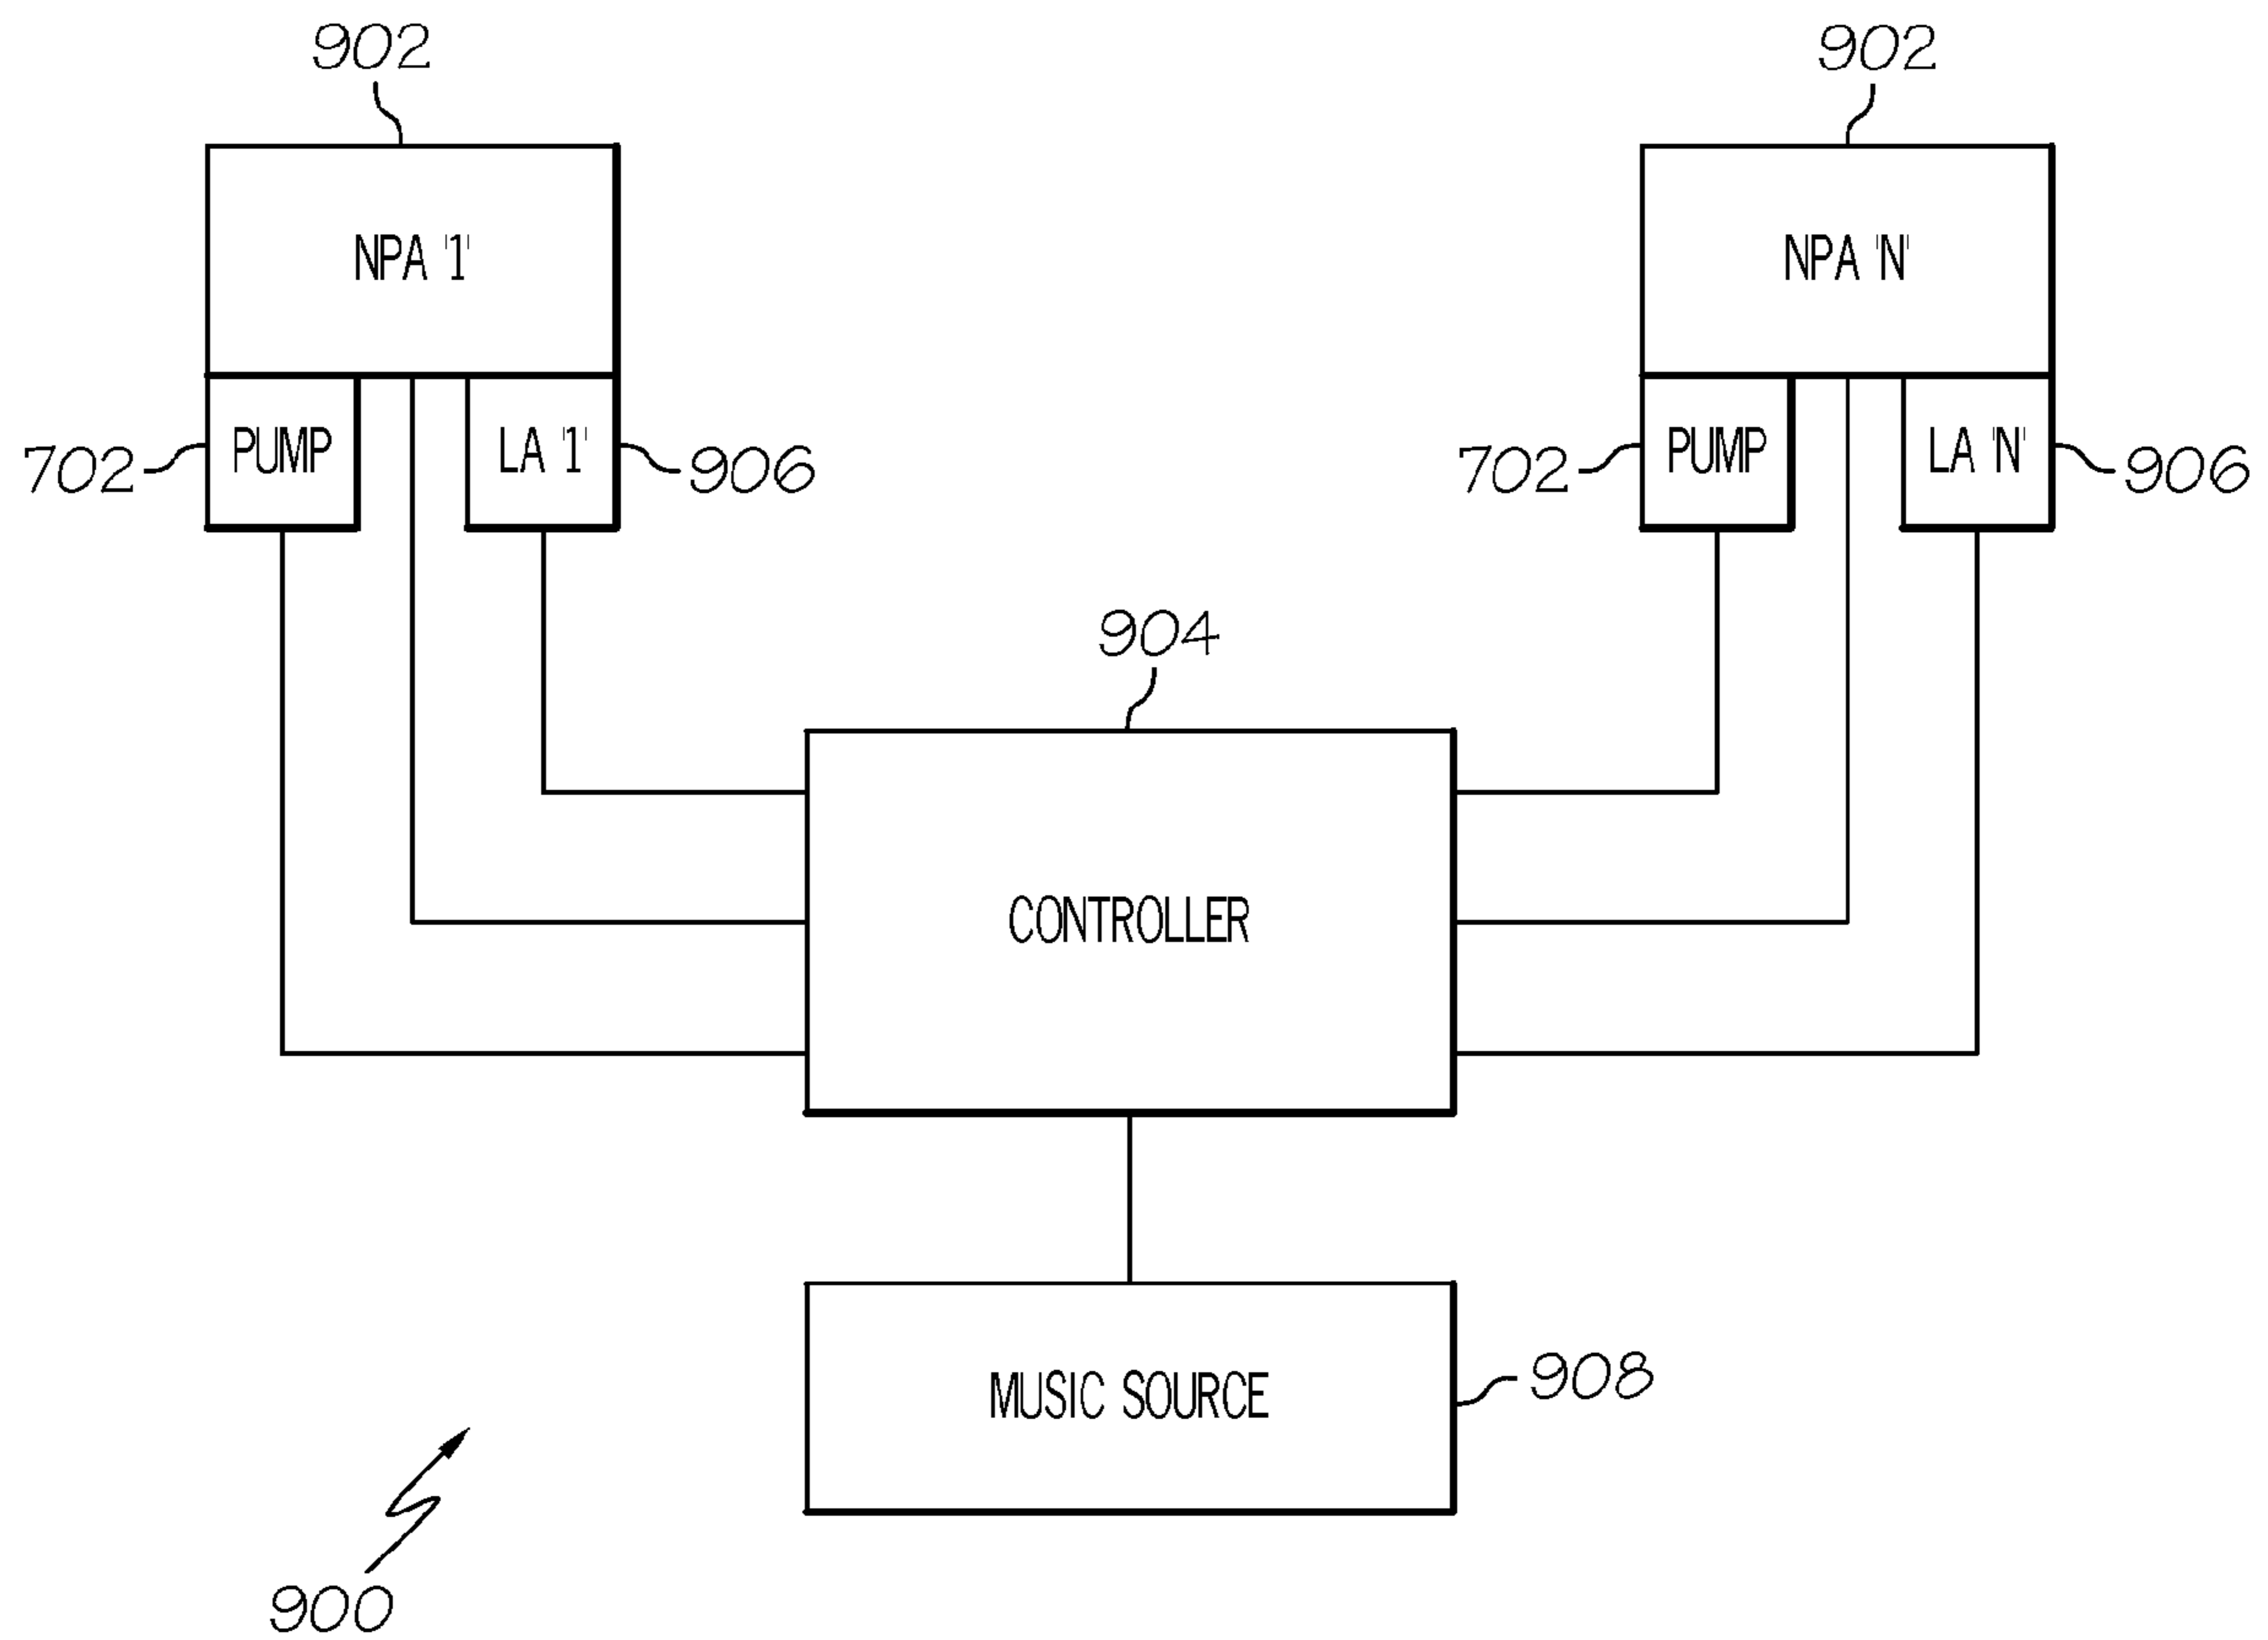 902 902
NPA '1' NPA 'N'
702 PUMP LA '1' 906 702 PUMP LA 'N' 906
904
CONTROLLER
MUSIC SOURCE 908
900